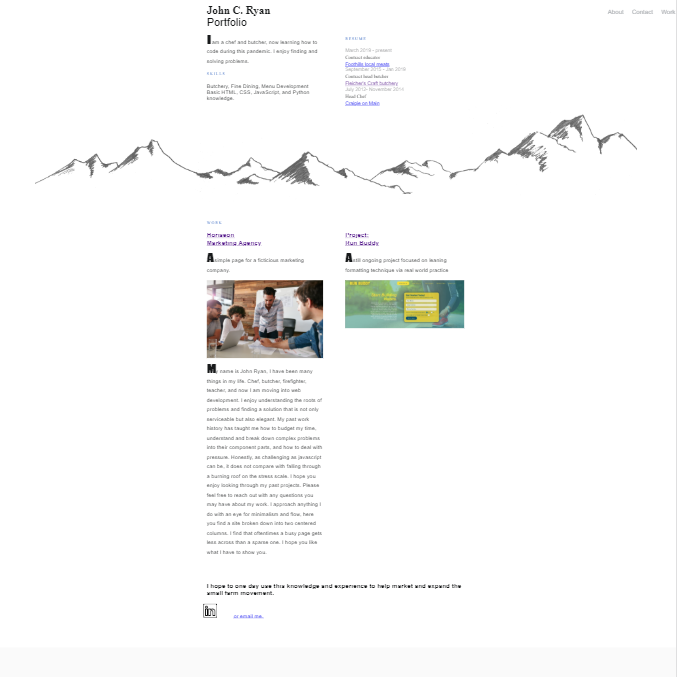 John C. Ryan
Portfolio
About Contact Work
I am a chef and butcher, now learning how to
code during this pandemic. I enjoy finding and
solving problems.
SKILLS
Butchery, Fine Dining, Menu Development
Basic HTML, CSS, JavaScript, and Python
knowledge.
RESUME
March 2019 - present
Contract educator
Foothills local meats
September 2015 - Jan 2019
Contract head butcher
Fletcher's Craft butchery
July 2013- November 2014
Head Chef
Craigie on Main
WORK
Horiseon
Marketing Agency
A simple page for a ficticious marketing
company.
Project:
Run Buddy
A still ongoing project focused on learning
formatting technique via real world practice
My name is John Ryan, I have been many
things in my life. Chef, butcher, firefighter,
teacher, and now I am moving into web
development. I enjoy understanding the roots of
problems and finding a solution that is not only
serviceable but also elegant. My past work
history has taught me how to budget my time,
understand and break down complex problems
into their component parts, and how to deal with
pressure. Honestly, as challenging as javascript
can be, it does not compare with falling through
a burning roof on the stress scale. I hope you
enjoy looking through my past projects. Please
feel free to reach out with any questions you
may have about my work. I approach anything I
do with an eye for minimalism and flow, here
you find a site broken down into two centered
columns. I find that oftentimes a busy page gets
less across than a sparse one. I hope you like
what I have to show you.
I hope to one day use this knowledge and experience to help market and expand the
small farm movement.
in
or email me.